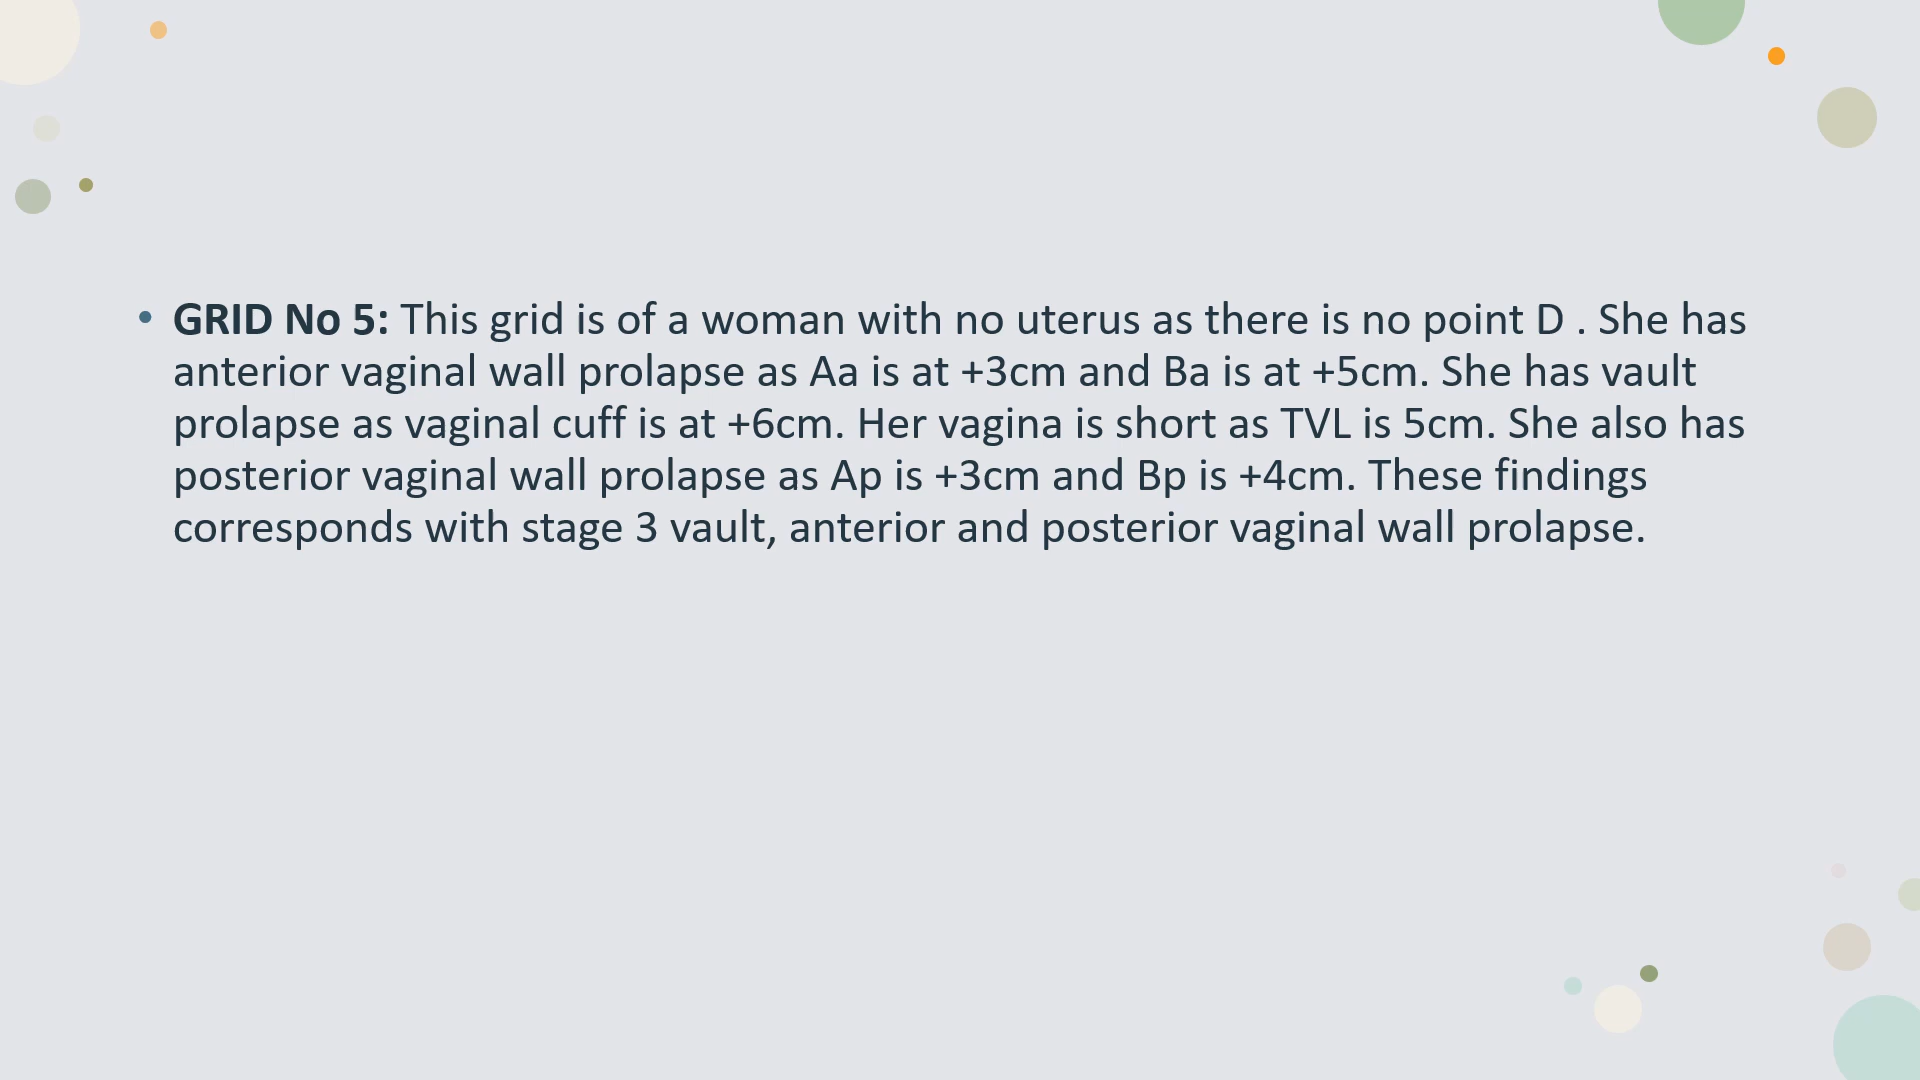 • GRID No 5: This grid is of a woman with no uterus as there is no point D . She has
anterior vaginal wall prolapse as Aa is at +3cm and Ba is at +5cm. She has vault
prolapse as vaginal cuff is at +6cm. Her vagina is short as TVL is 5cm. She also has
posterior vaginal wall prolapse as Ap is +3cm and Bp is +4cm. These findings
corresponds with stage 3 vault, anterior and posterior vaginal wall prolapse.